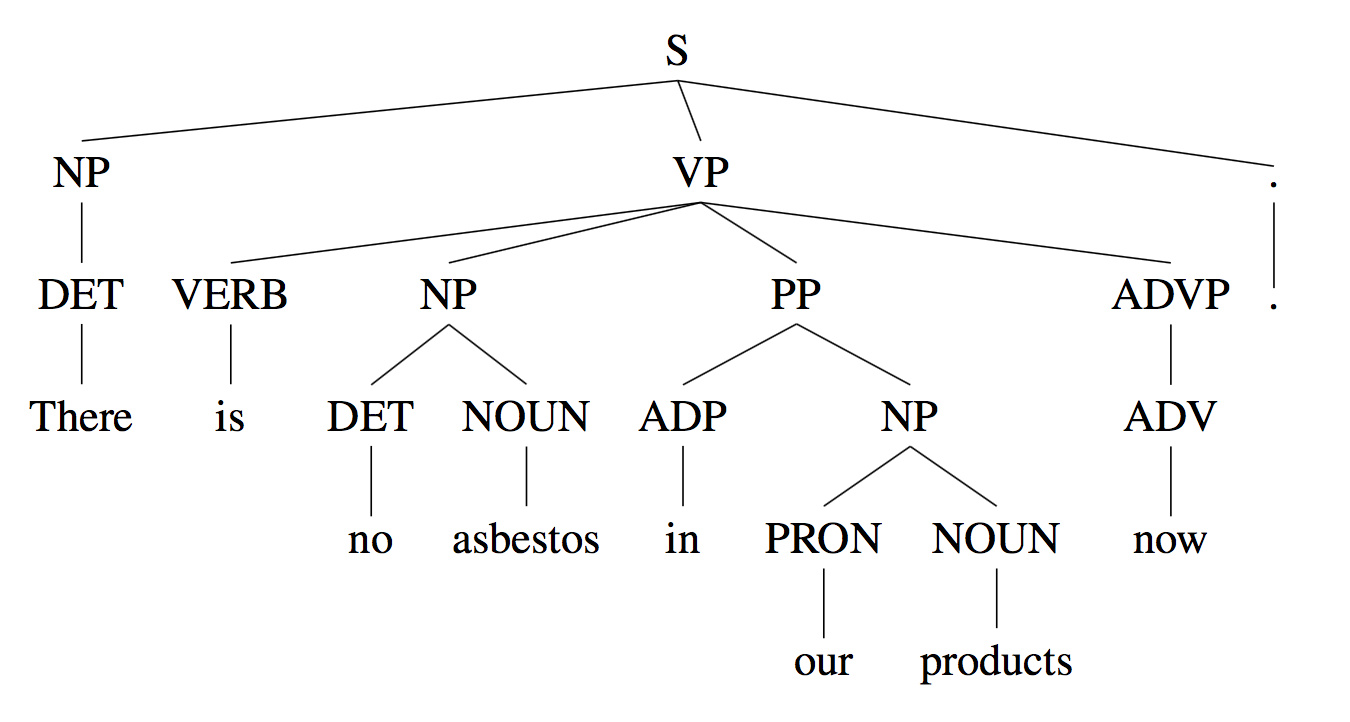 S
NP VP .
DET VERB NP PP ADVP .
There is DET NOUN ADP NP ADV
no asbestos in PRON NOUN now
our products